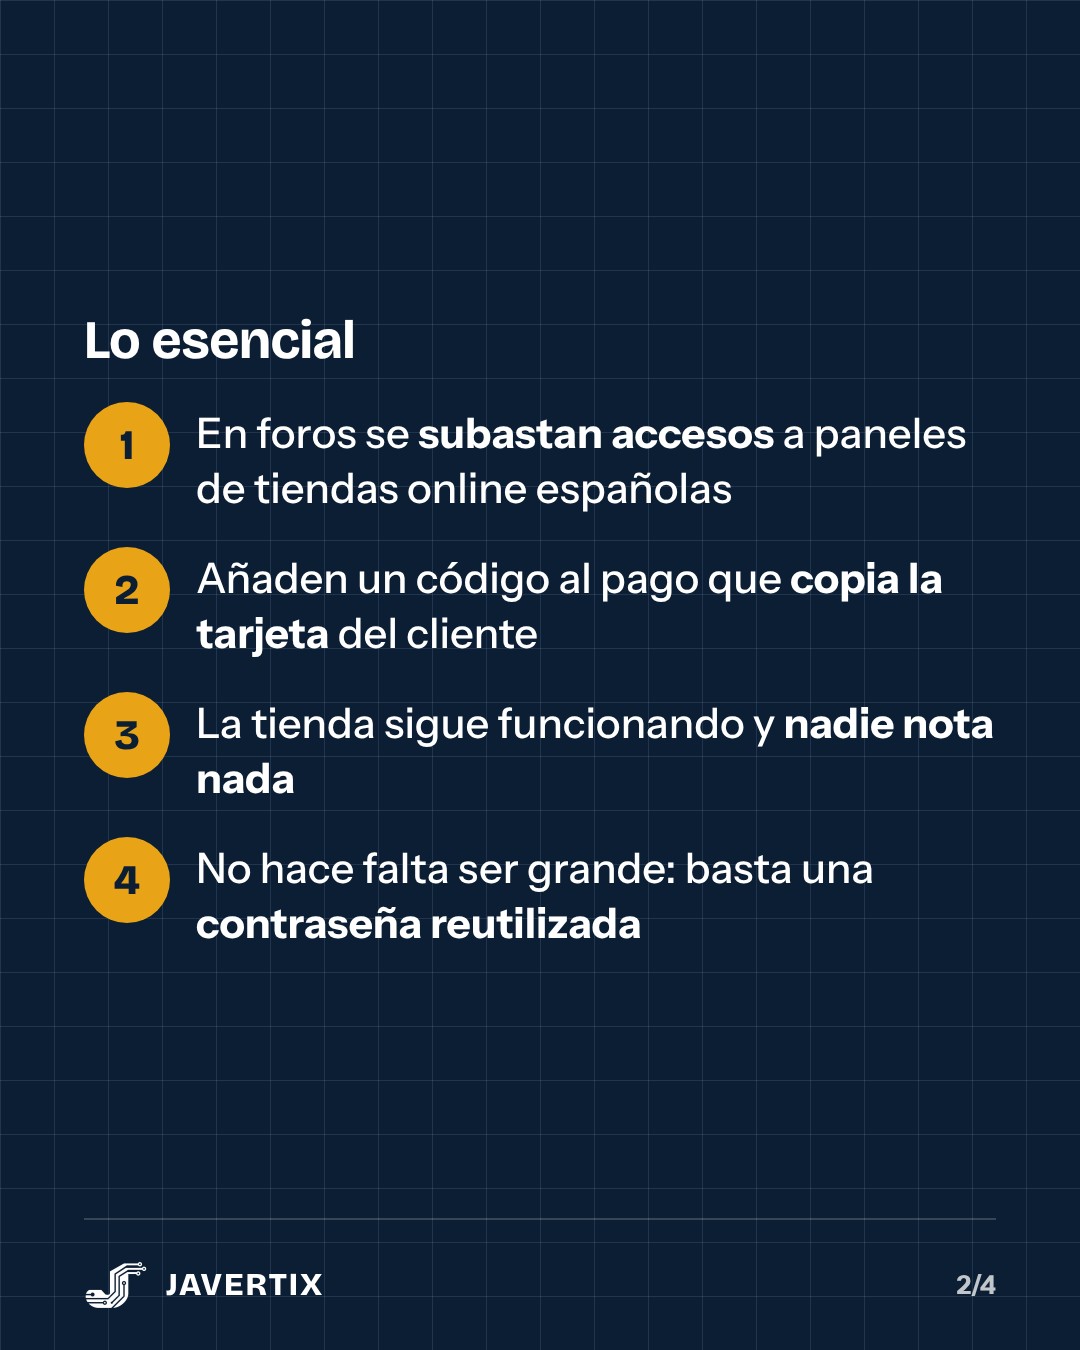 Lo esencial
1
En foros se subastan accesos a paneles
de tiendas online españolas
2
Añaden un código al pago que copia la
tarjeta del cliente
3
La tienda sigue funcionando y nadie nota
nada
4
No hace falta ser grande: basta una
contraseña reutilizada
JAVERTIX
2/4